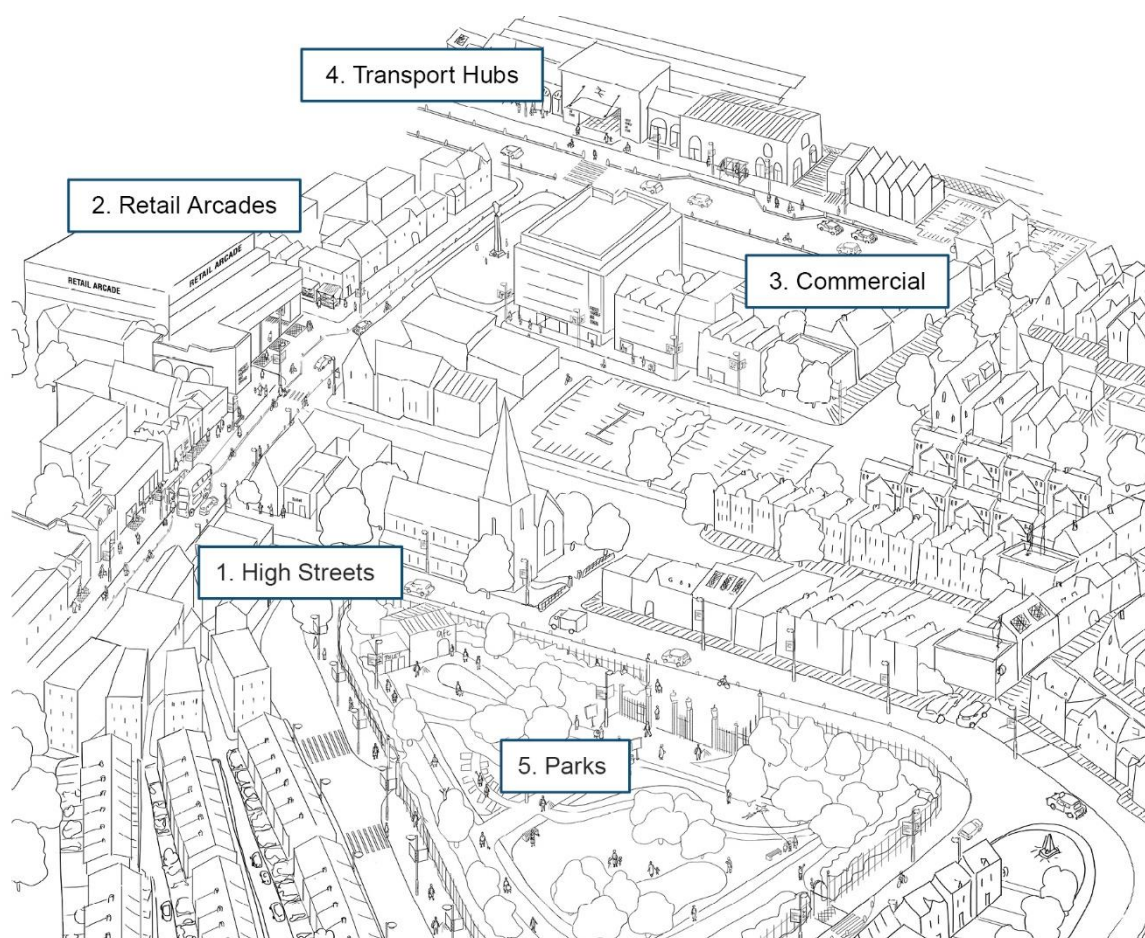 4. Transport Hubs
2. Retail Arcades
3. Commercial
RETAIL ARCADE
RETAIL ARCADE
1. High Streets
5. Parks